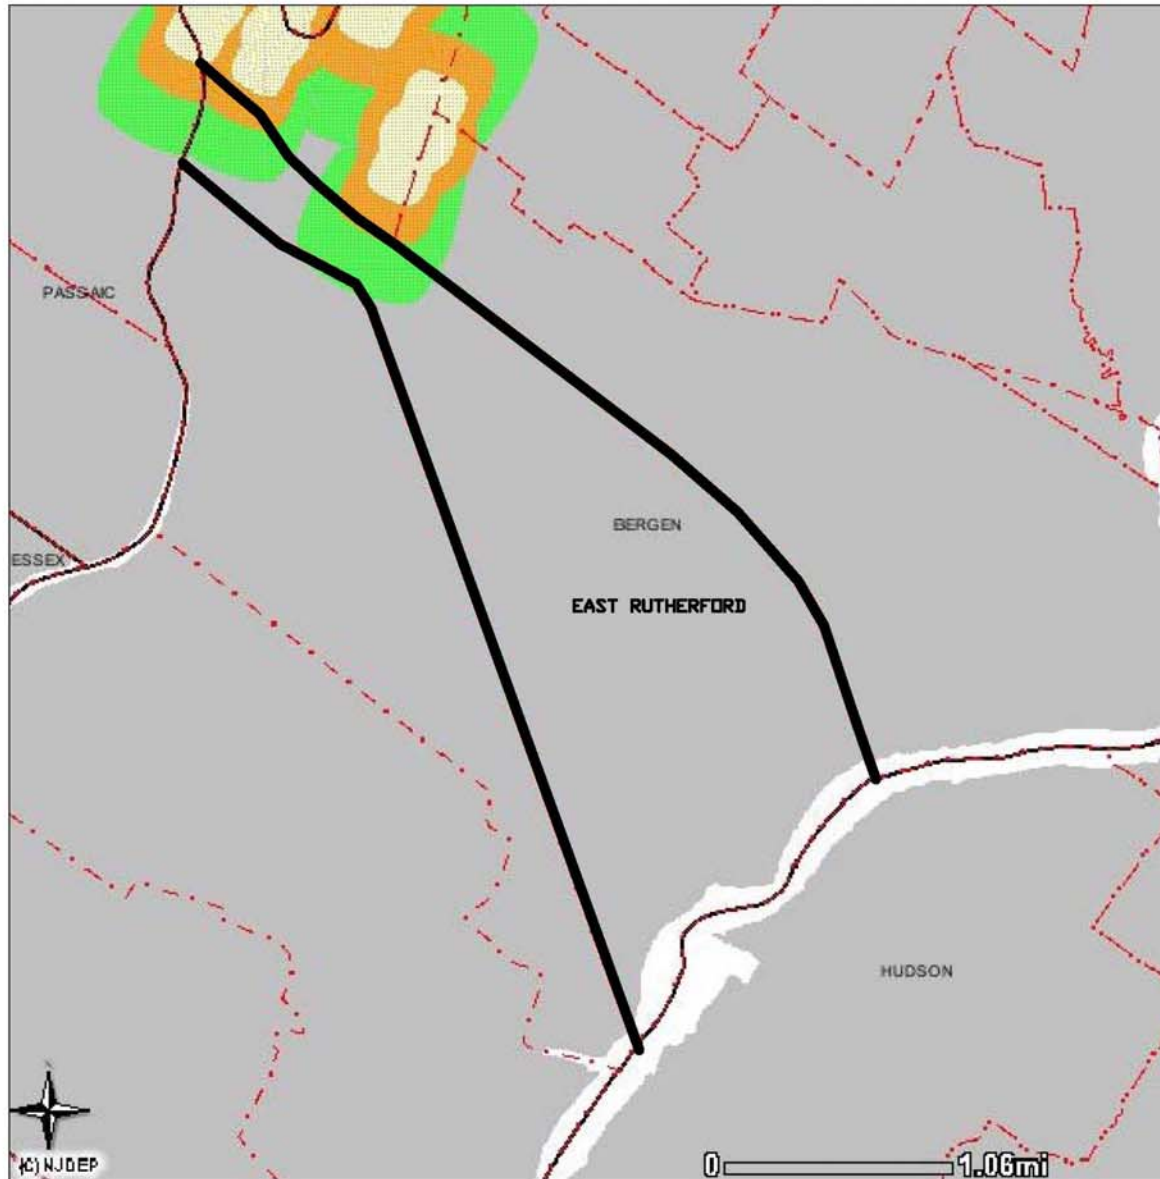 PASSAIC
BERGEN
ESSEX
EAST RUTHERFORD
HUDSON
(C) NJDEP
0 1.06mi